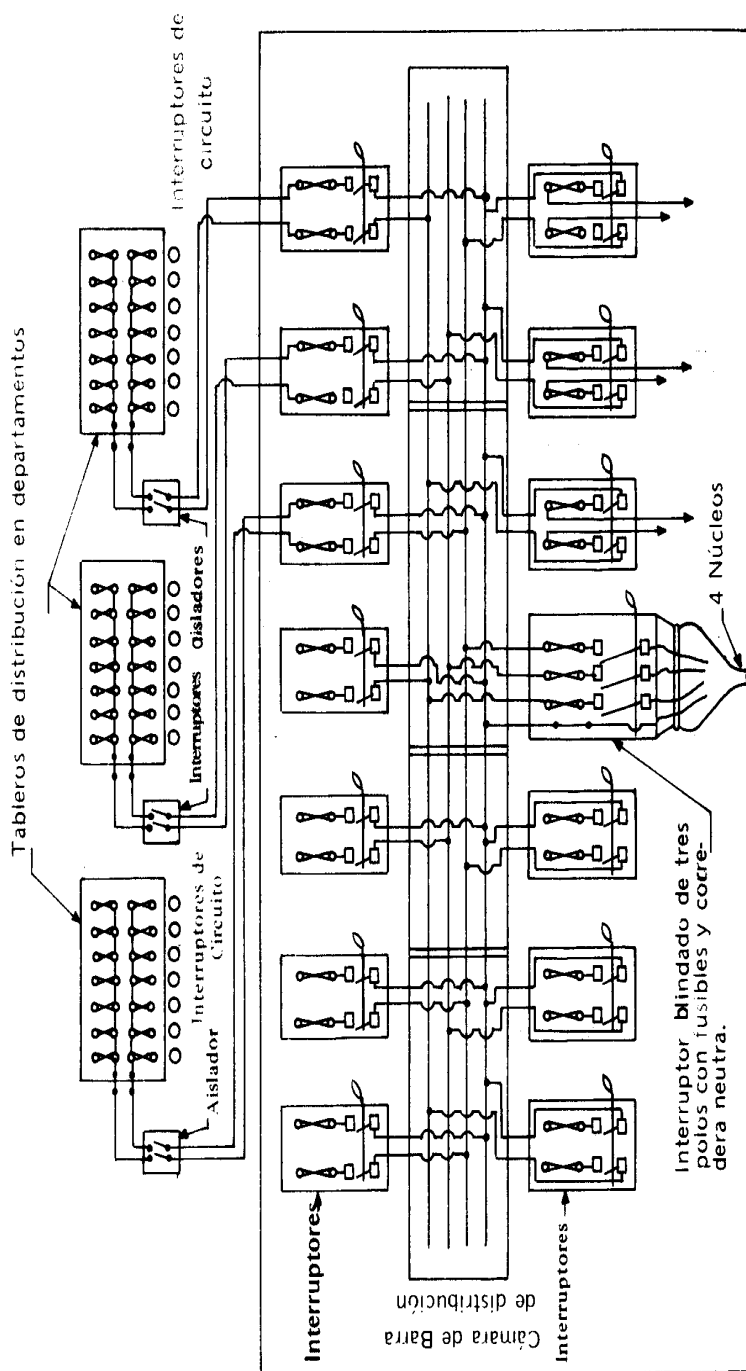 Tableros de distribución en departamentos
Interruptores de
circuito
Interruptores aisladores
Interruptores de
Circuito
Aislador
Interruptores
Cámara de Barra
de distribución
Interruptores
Interruptor blindado de tres
polos con fusibles y corre-
dera neutra.
4 Núcleos